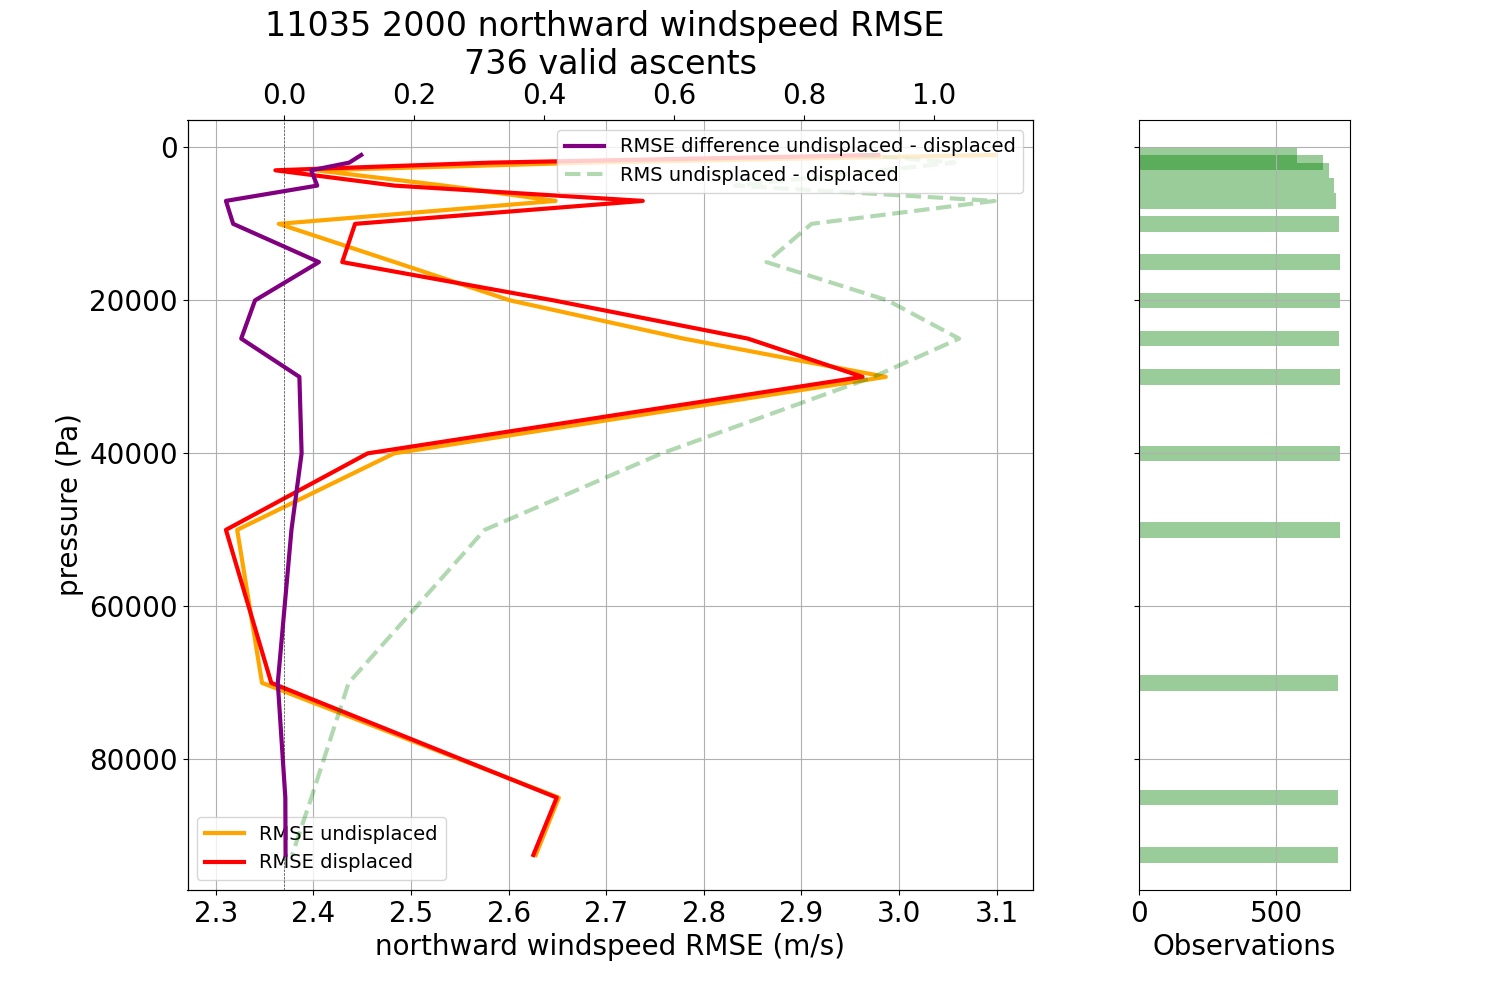 11035 2000 northward windspeed RMSE
736 valid ascents
0.0 0.2 0.4 0.6 0.8 1.0
RMSE difference undisplaced - displaced
RMS undisplaced - displaced
0
20000
40000
60000
80000
pressure (Pa)
RMSE undisplaced
RMSE displaced
2.3 2.4 2.5 2.6 2.7 2.8 2.9 3.0 3.1
northward windspeed RMSE (m/s)
0 500
Observations